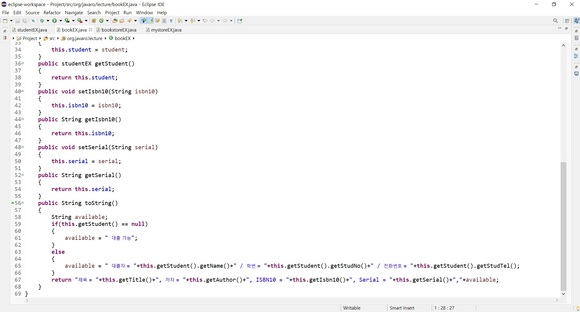 eclipse-workspace - Project/src/org/javaro/lecture/bookEX.java - Eclipse IDE
File Edit Source Refactor Navigate Search Project Run Window Help
studentEX.java bookEX.java bookstoreEX.java mystoreEX.java
Project src org.javaro.lecture bookEX
33 {
34 this.student = student;
35 }
36 public studentEX getStudent()
37 {
38 return this.student;
39 }
40 public void setIsbn10(String isbn10)
41 {
42 this.isbn10 = isbn10;
43 }
44 public String getIsbn10()
45 {
46 return this.isbn10;
47 }
48 public void setSerial(String serial)
49 {
50 this.serial = serial;
51 }
52 public String getSerial()
53 {
54 return this.serial;
55 }
56 public String toString()
57 {
58 String available;
59 if(this.getStudent() == null)
60 {
61 available = " 대출 가능";
62 }
63 else
64 {
65 available = " 대출자 = "+this.getStudent().getName()+" / 학번 = "+this.getStudent().getStudNo()+" / 전화번호 = "+this.getStudent().getStudTel();
66 }
67 return "제목 = "+this.getTitle()+", 저자 = "+this.getAuthor()+", ISBN10 = "+this.getIsbn10()+", Serial = "+this.getSerial()+","+available;
68 }
69 }
Writable Smart Insert 1 : 28 : 27